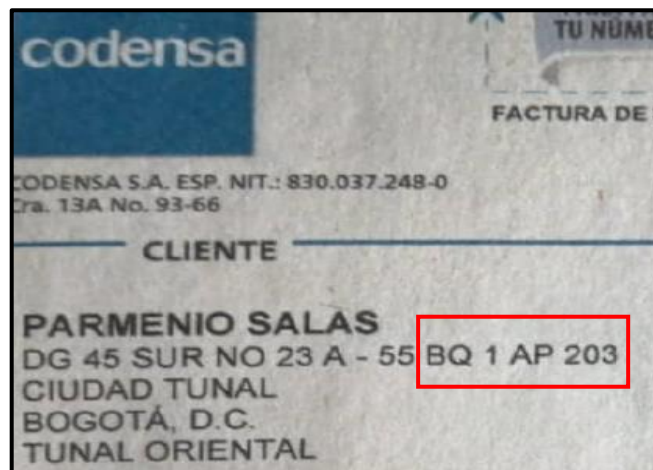 codensa
TU NÚME
FACTURA DE
CODENSA S.A. ESP. NIT.: 830.037.248-0
Cra. 13A No. 93-66
CLIENTE
PARMENIO SALAS
DG 45 SUR NO 23 A - 55 BQ 1 AP 203
CIUDAD TUNAL
BOGOTÁ, D.C.
TUNAL ORIENTAL